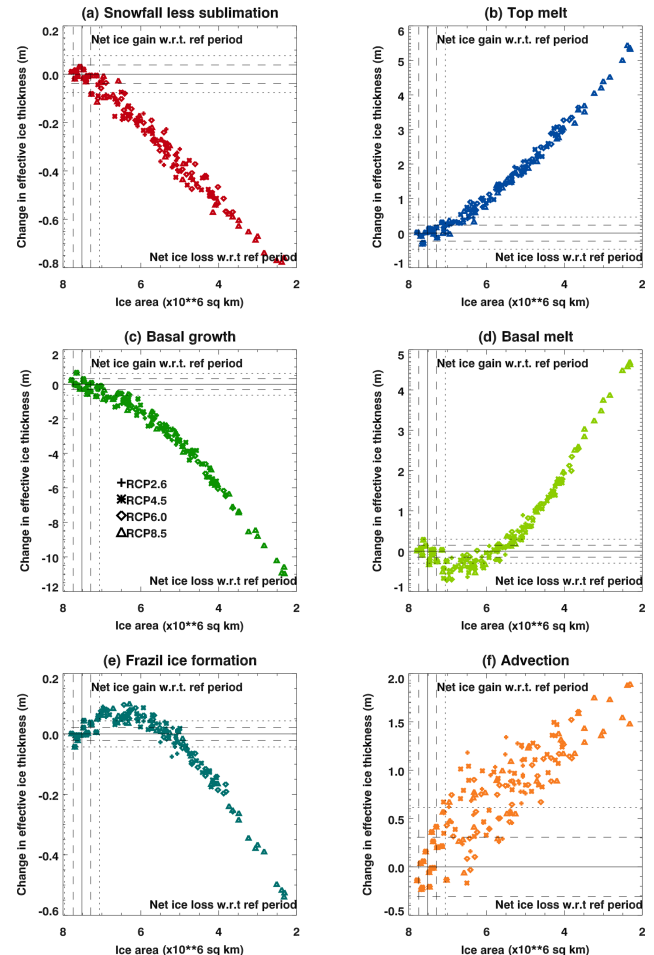 (a) Snowfall less sublimation
Net ice gain w.r.t. ref period
0.2
0.0
-0.2
-0.4
-0.6
-0.8
Change in effective ice thickness (m)
Net ice loss w.r.t ref period
8 6 4 2
Ice area (x10**6 sq km)
(b) Top melt
Net ice gain w.r.t. ref period
6
5
4
3
2
1
0
-1
Change in effective ice thickness (m)
Net ice loss w.r.t ref period
8 6 4 2
Ice area (x10**6 sq km)
(c) Basal growth
Net ice gain w.r.t. ref period
2
0
-2
-4
-6
-8
-10
-12
Change in effective ice thickness (m)
RCP2.6
RCP4.5
RCP6.0
RCP8.5
Net ice loss w.r.t ref period
8 6 4 2
Ice area (x10**6 sq km)
(d) Basal melt
Net ice gain w.r.t. ref period
5
4
3
2
1
0
-1
Change in effective ice thickness (m)
Net ice loss w.r.t ref period
8 6 4 2
Ice area (x10**6 sq km)
(e) Frazil ice formation
Net ice gain w.r.t. ref period
0.2
0.0
-0.2
-0.4
-0.6
Change in effective ice thickness (m)
Net ice loss w.r.t ref period
8 6 4 2
Ice area (x10**6 sq km)
(f) Advection
Net ice gain w.r.t. ref period
2.0
1.5
1.0
0.5
0.0
-0.5
Change in effective ice thickness (m)
Net ice loss w.r.t ref period
8 6 4 2
Ice area (x10**6 sq km)